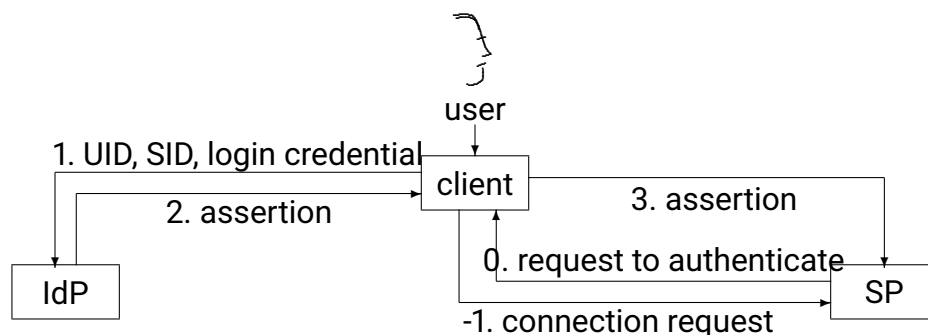 user
1. UID, SID, login credential
client
2. assertion
3. assertion
0. request to authenticate
IdP
SP
-1. connection request